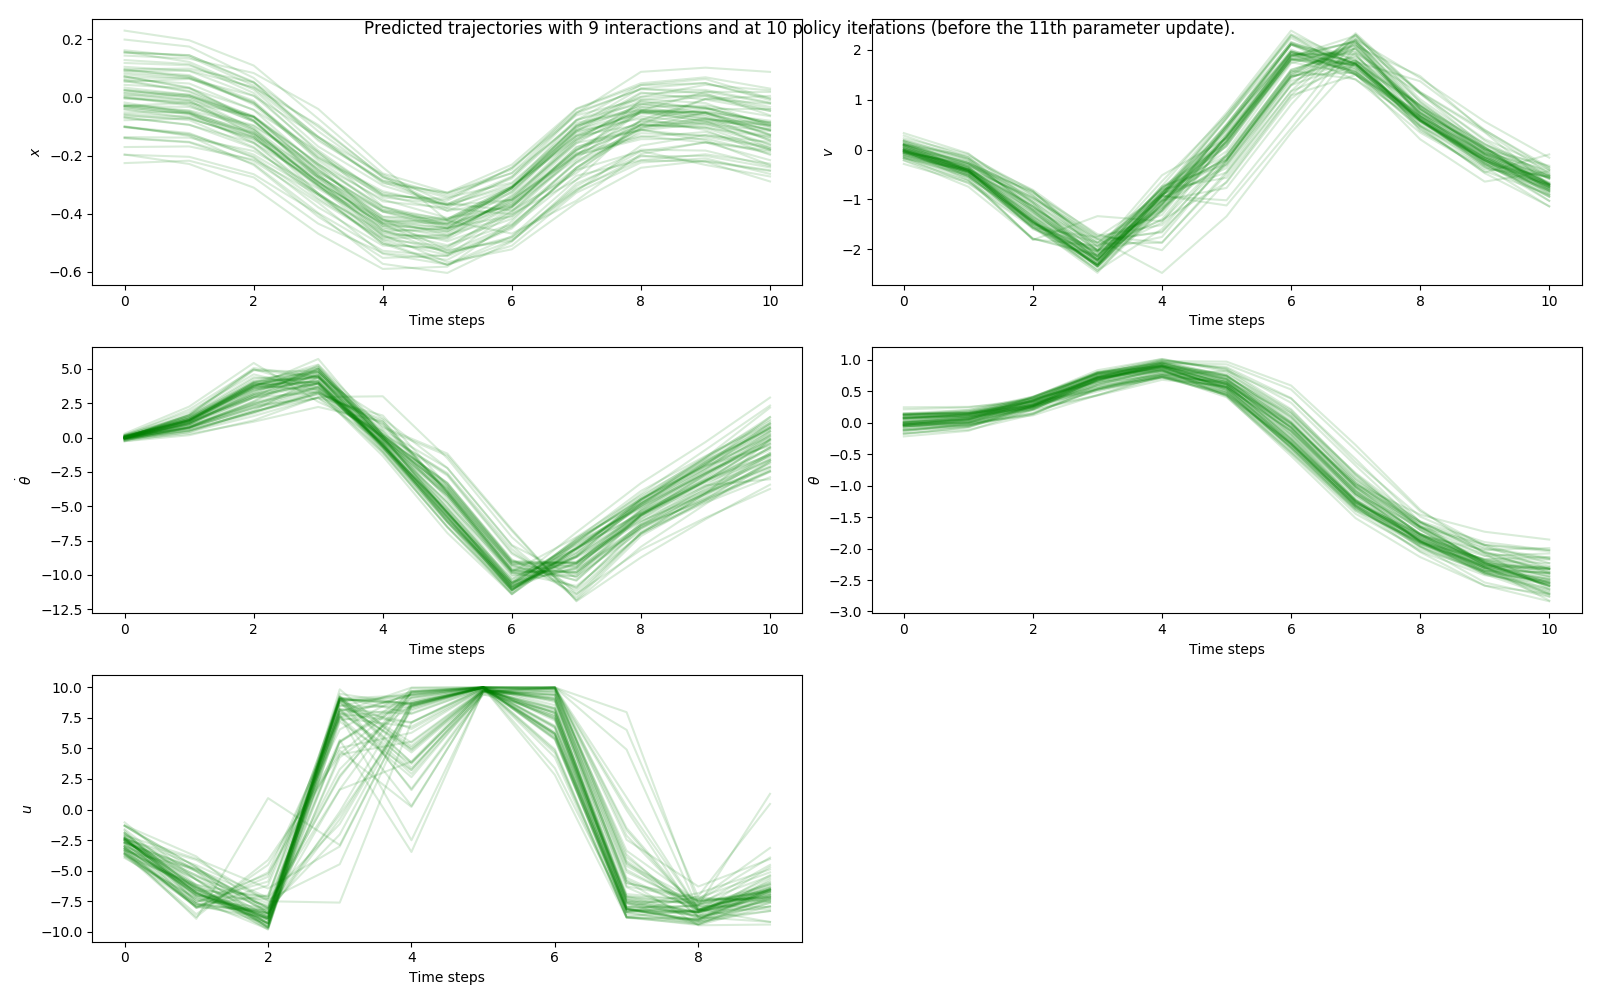 Predicted trajectories with 9 interactions and at 10 policy iterations (before the 11th parameter update).
0.2
0.0
−0.2
−0.4
−0.6
x
0 2 4 6 8 10
Time steps
2
1
0
−1
−2
v
0 2 4 6 8 10
Time steps
5.0
2.5
0.0
−2.5
−5.0
−7.5
−10.0
−12.5
θ̇
0 2 4 6 8 10
Time steps
1.0
0.5
0.0
−0.5
−1.0
−1.5
−2.0
−2.5
−3.0
θ
0 2 4 6 8 10
Time steps
10.0
7.5
5.0
2.5
0.0
−2.5
−5.0
−7.5
−10.0
u
0 2 4 6 8
Time steps